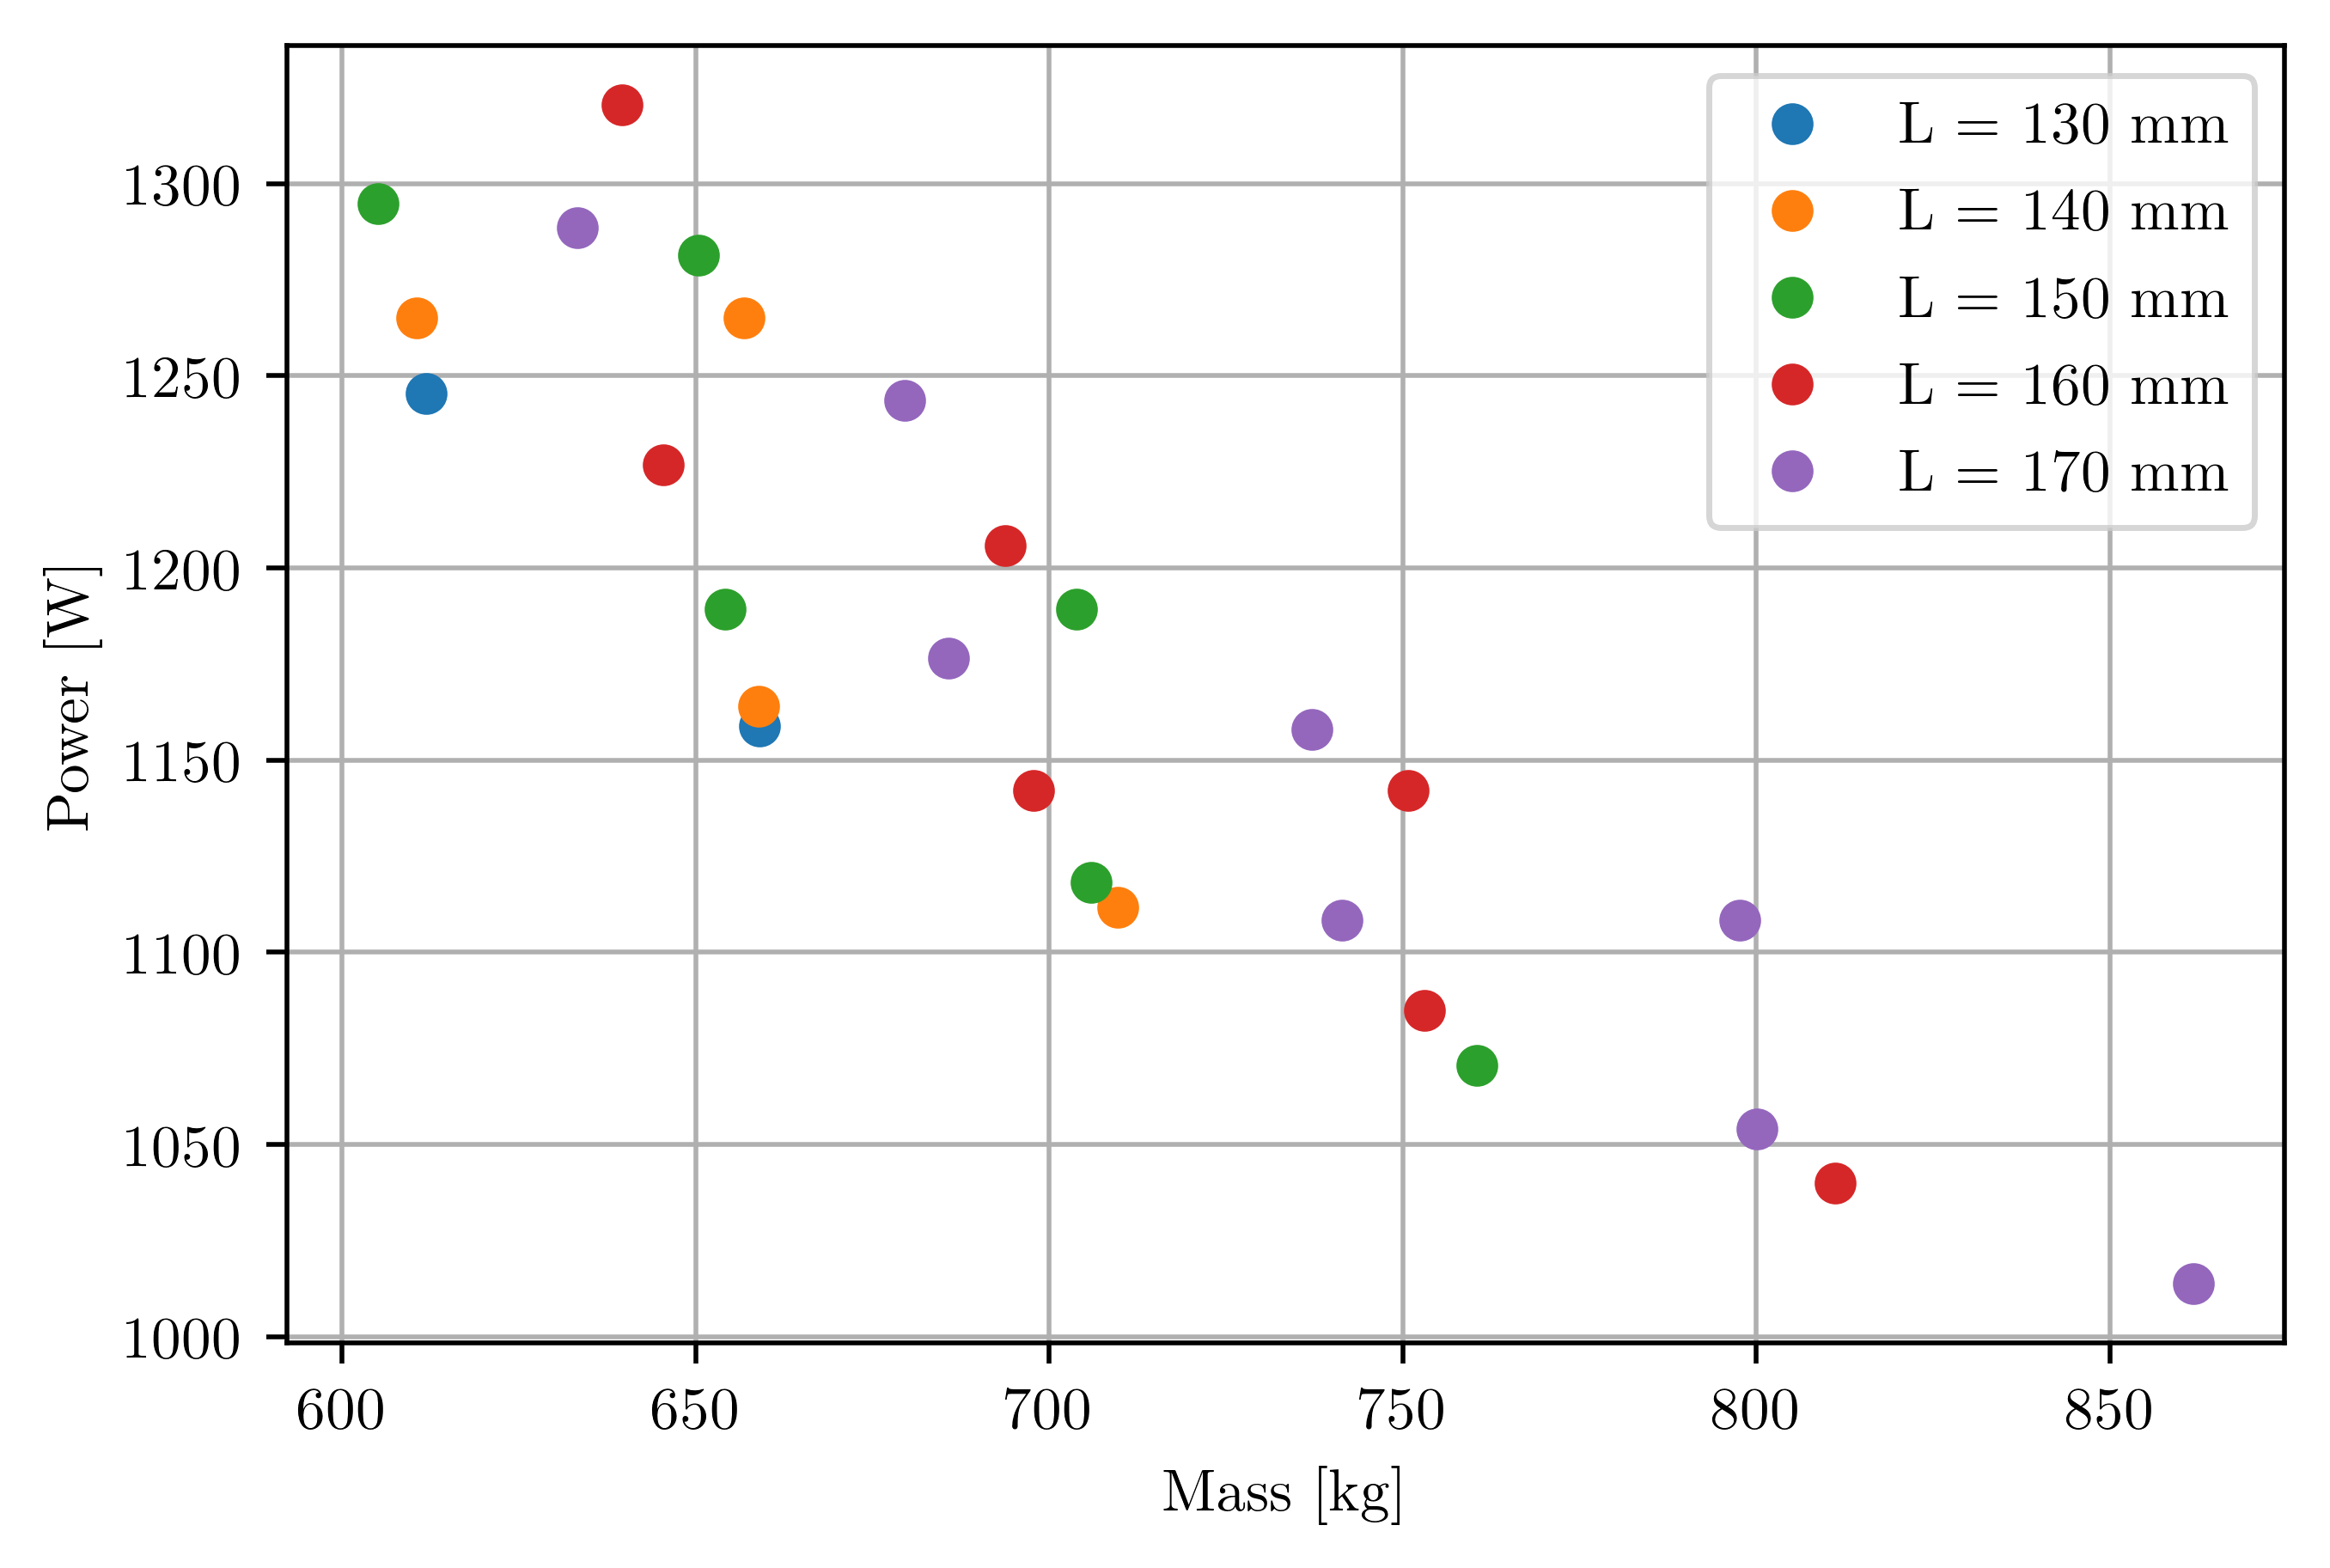 L = 130 mm
L = 140 mm
L = 150 mm
L = 160 mm
L = 170 mm
1300
1250
1200
1150
1100
1050
1000
Power [W]
600 650 700 750 800 850
Mass [kg]